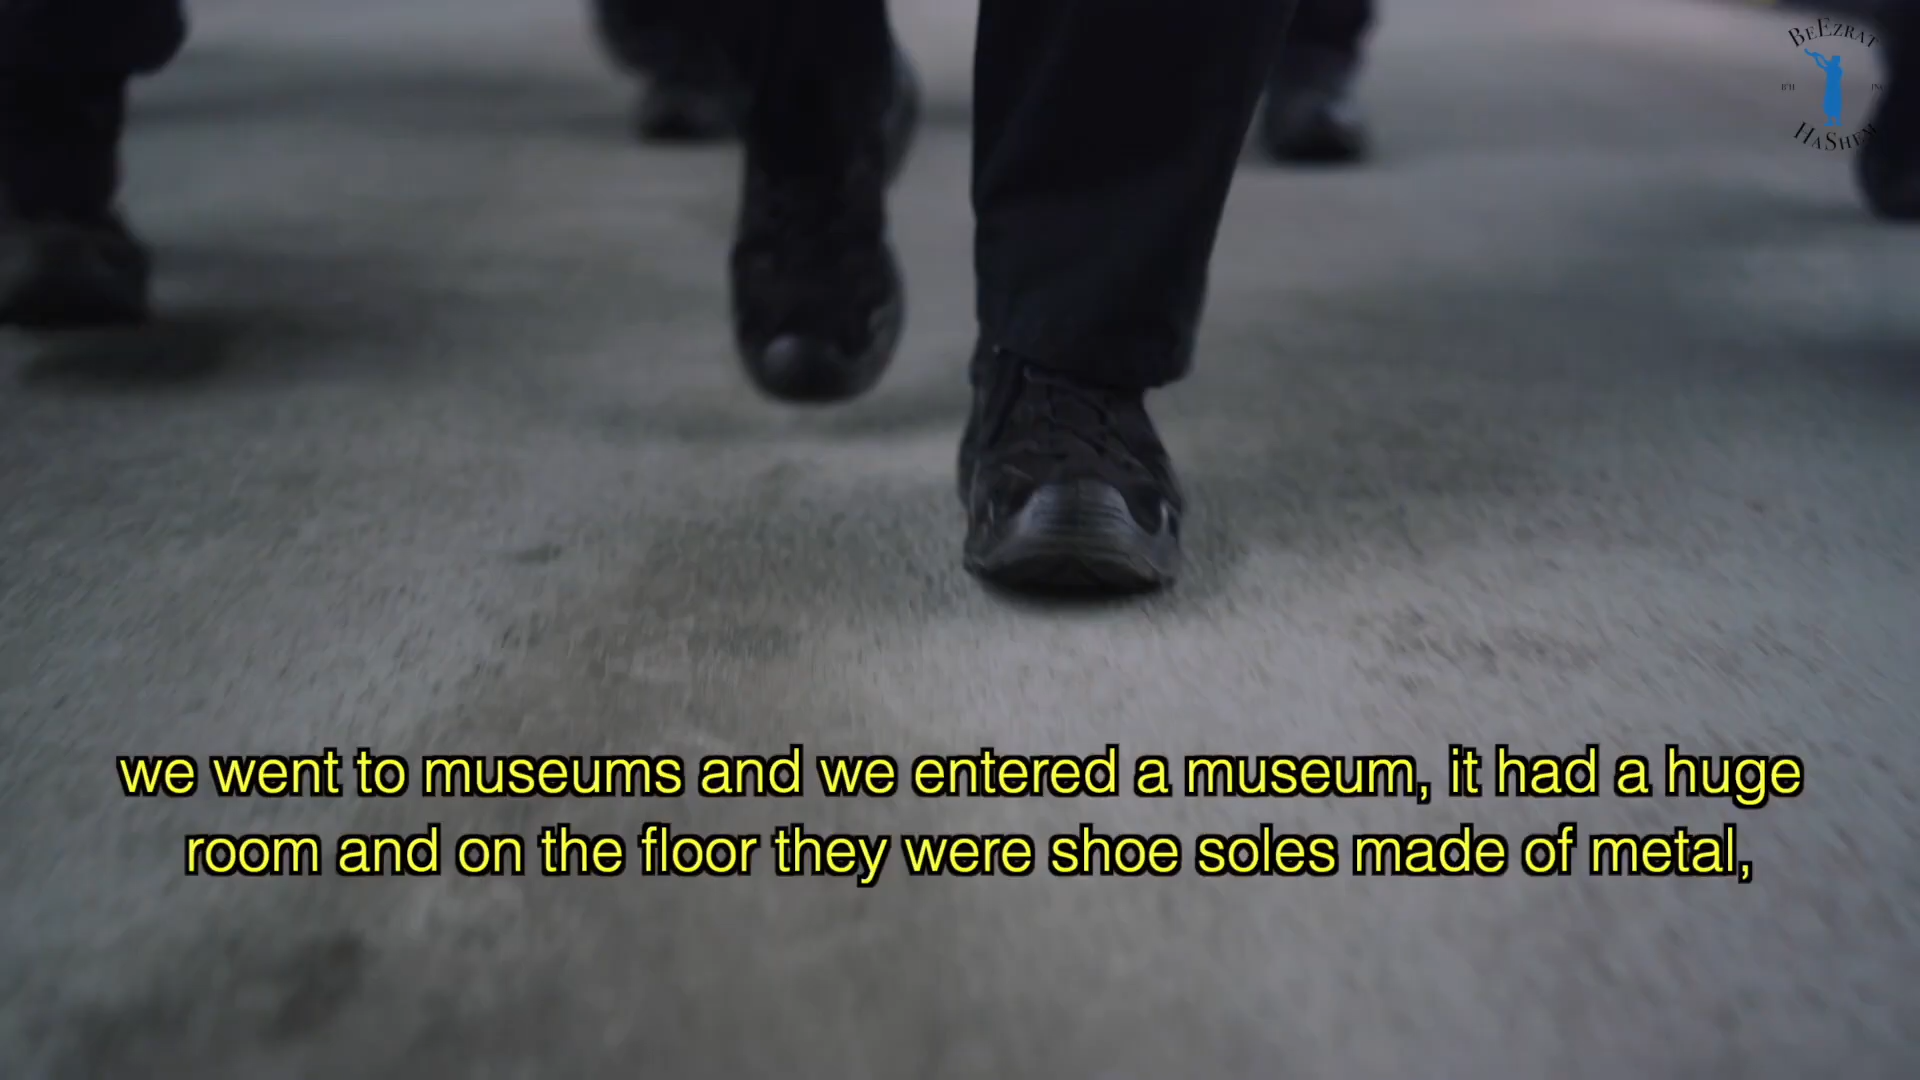 BEEZRAT
HASHEM
we went to museums and we entered a museum, it had a huge
room and on the floor they were shoe soles made of metal,